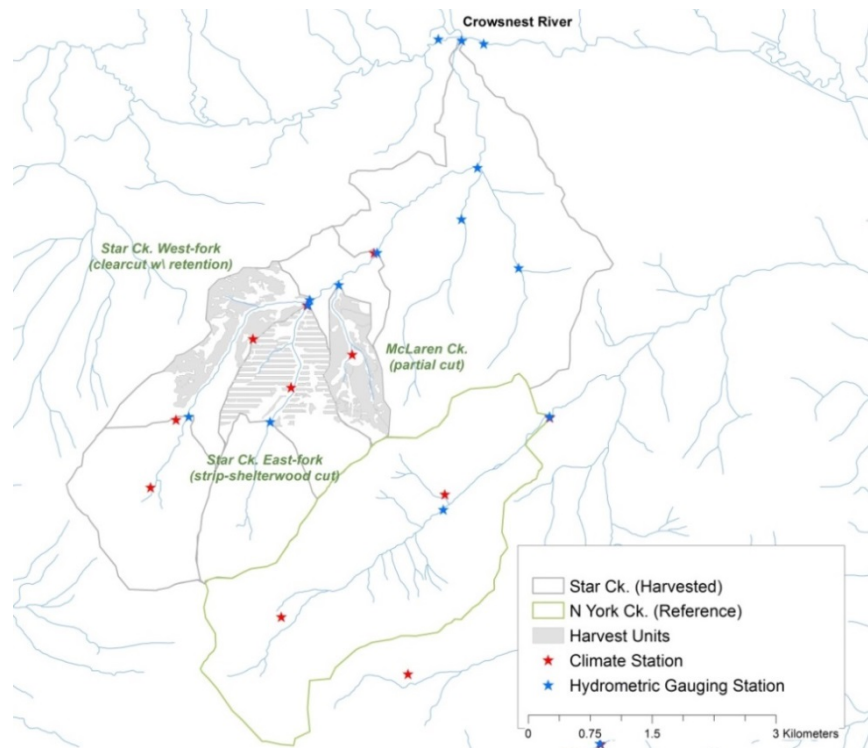 Crowsnest River
Star Ck. West-fork
(clearcut w\ retention)
McLaren Ck.
(partial cut)
Star Ck. East-fork
(strip-shelterwood cut)
Star Ck. (Harvested)
N York Ck. (Reference)
Harvest Units
Climate Station
Hydrometric Gauging Station
0 0.75 1.5 3 Kilometers